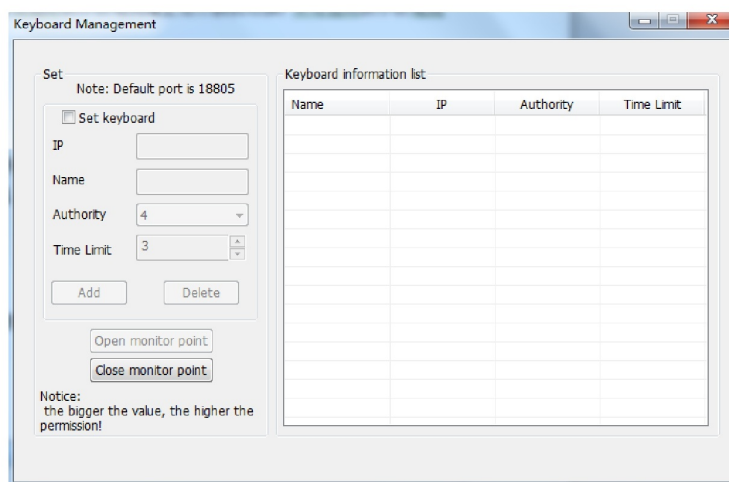 Keyboard Management
Set
Note: Default port is 18805
Set keyboard
IP
Name
Authority
4
Time Limit
3
Add
Delete
Open monitor point
Close monitor point
Notice:
the bigger the value, the higher the
permission!
Keyboard information list
Name IP Authority Time Limit